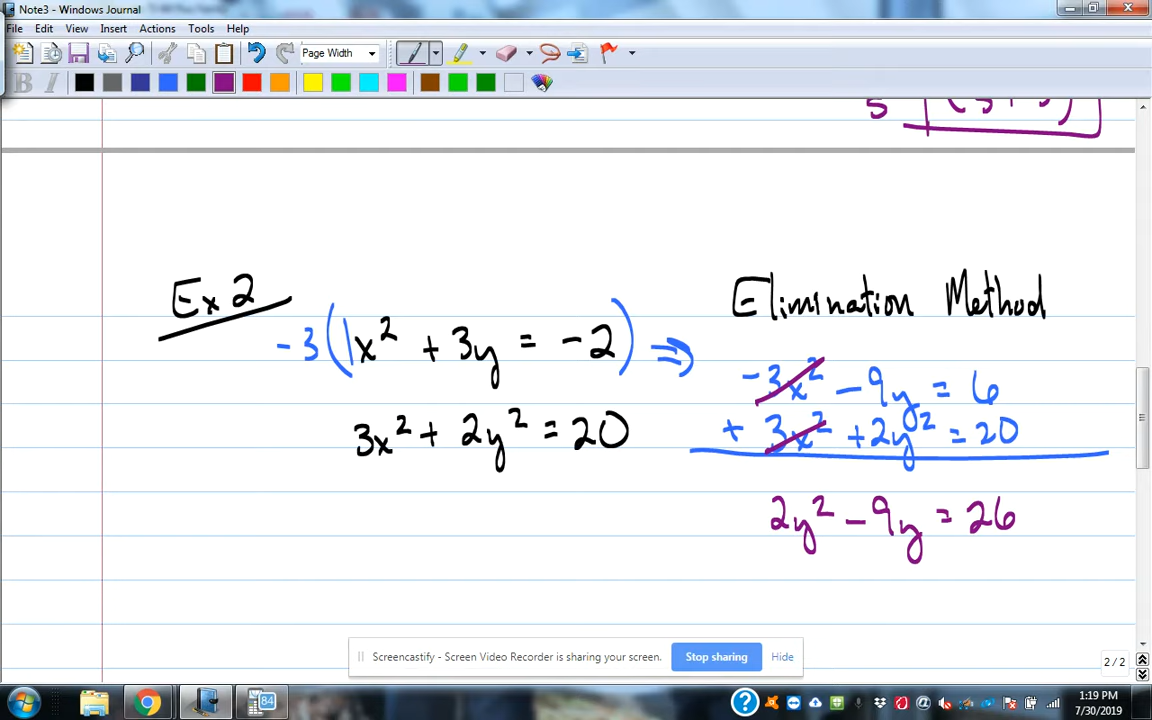 Note3 - Windows Journal
File Edit View Insert Actions Tools Help
Page Width
B I
Ex 2
Elimination Method
-3(1x² + 3y = -2) ⇒
3x² + 2y² = 20
-3x² - 9y = 6
+ 3x² + 2y² = 20
2y² - 9y = 26
Screencastify - Screen Video Recorder is sharing your screen.
Stop sharing
Hide
2 / 2
84
1:19 PM
7/30/2019